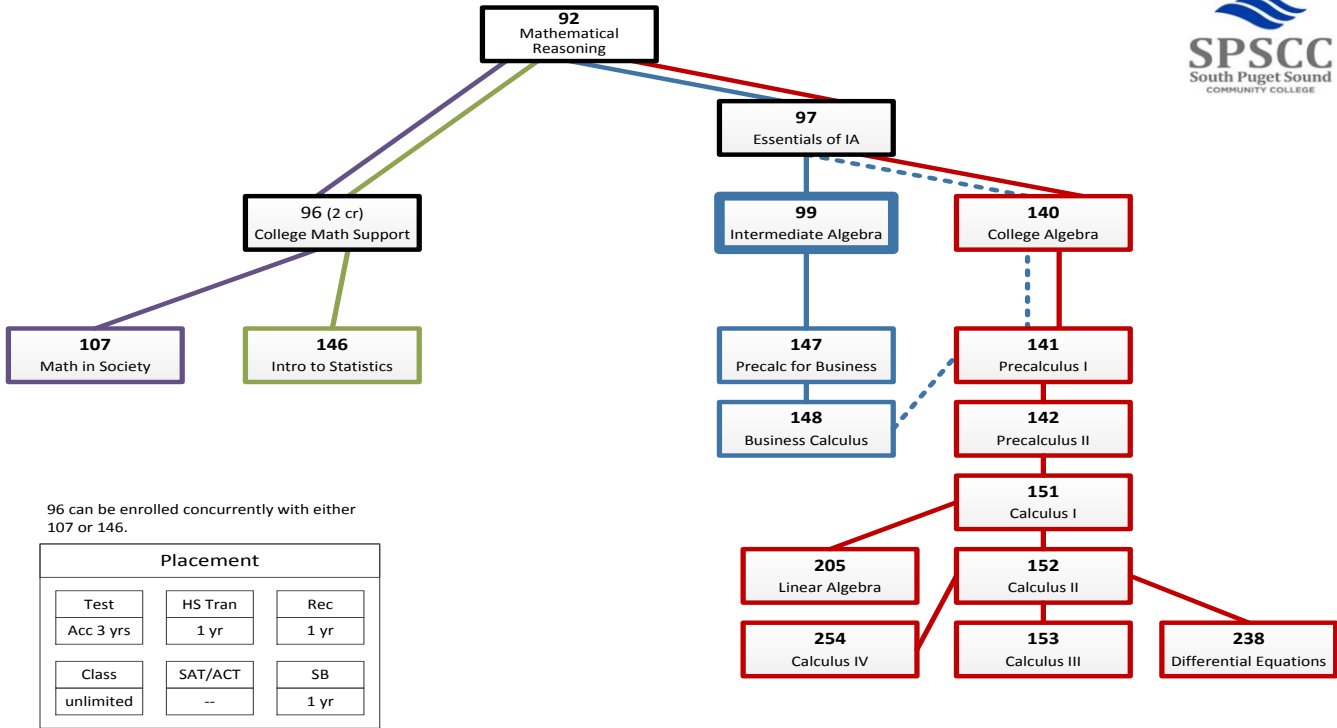 92
Mathematical
Reasoning
SPSCC
South Puget Sound
COMMUNITY COLLEGE
97
Essentials of IA
96 (2 cr)
College Math Support
99
Intermediate Algebra
140
College Algebra
107
Math in Society
146
Intro to Statistics
147
Precalc for Business
141
Precalculus I
148
Business Calculus
142
Precalculus II
151
Calculus I
205
Linear Algebra
152
Calculus II
254
Calculus IV
153
Calculus III
238
Differential Equations
96 can be enrolled concurrently with either
107 or 146.
Placement
Test
Acc 3 yrs
HS Tran
1 yr
Rec
1 yr
Class
unlimited
SAT/ACT
--
SB
1 yr